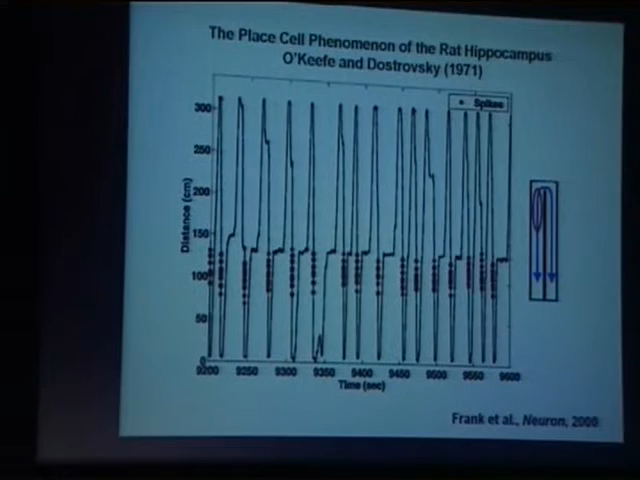 The Place Cell Phenomenon of the Rat Hippocampus
O'Keefe and Dostrovsky (1971)
Spikes
300
250
200
150
100
50
0
Distance (cm)
9200 9250 9300 9350 9400 9450 9500 9550 9600
Time (sec)
Frank et al., Neuron, 2000